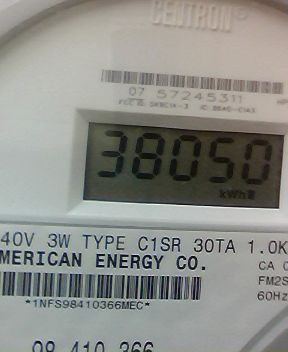 CENTRON®
07 57245311
38050
kWh
40V 3W TYPE C1SR 30TA 1.0K
MERICAN ENERGY CO.
CA 0
FM2S
60Hz
*1NFS98410366MEC*
98 410 366